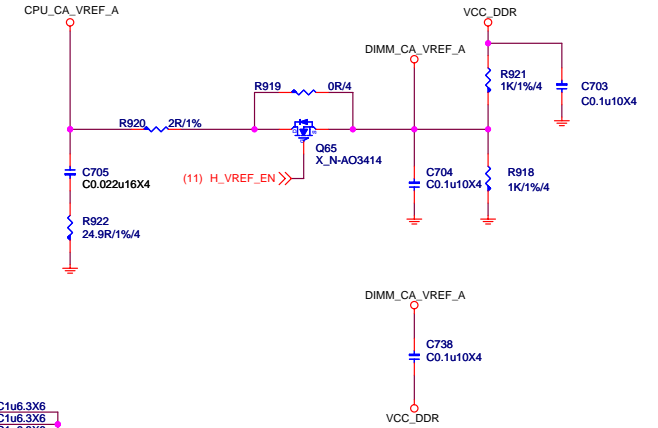 CPU_CA_VREF_A
VCC_DDR
DIMM_CA_VREF_A
R919 0R/4
R921
1K/1%/4
C703
C0.1u10X4
R920 2R/1%
Q65
X_N-AO3414
C705
C0.022u16X4
(11) H_VREF_EN
C704
C0.1u10X4
R918
1K/1%/4
R922
24.9R/1%/4
DIMM_CA_VREF_A
C738
C0.1u10X4
VCC_DDR
C1u6.3X6
C1u6.3X6